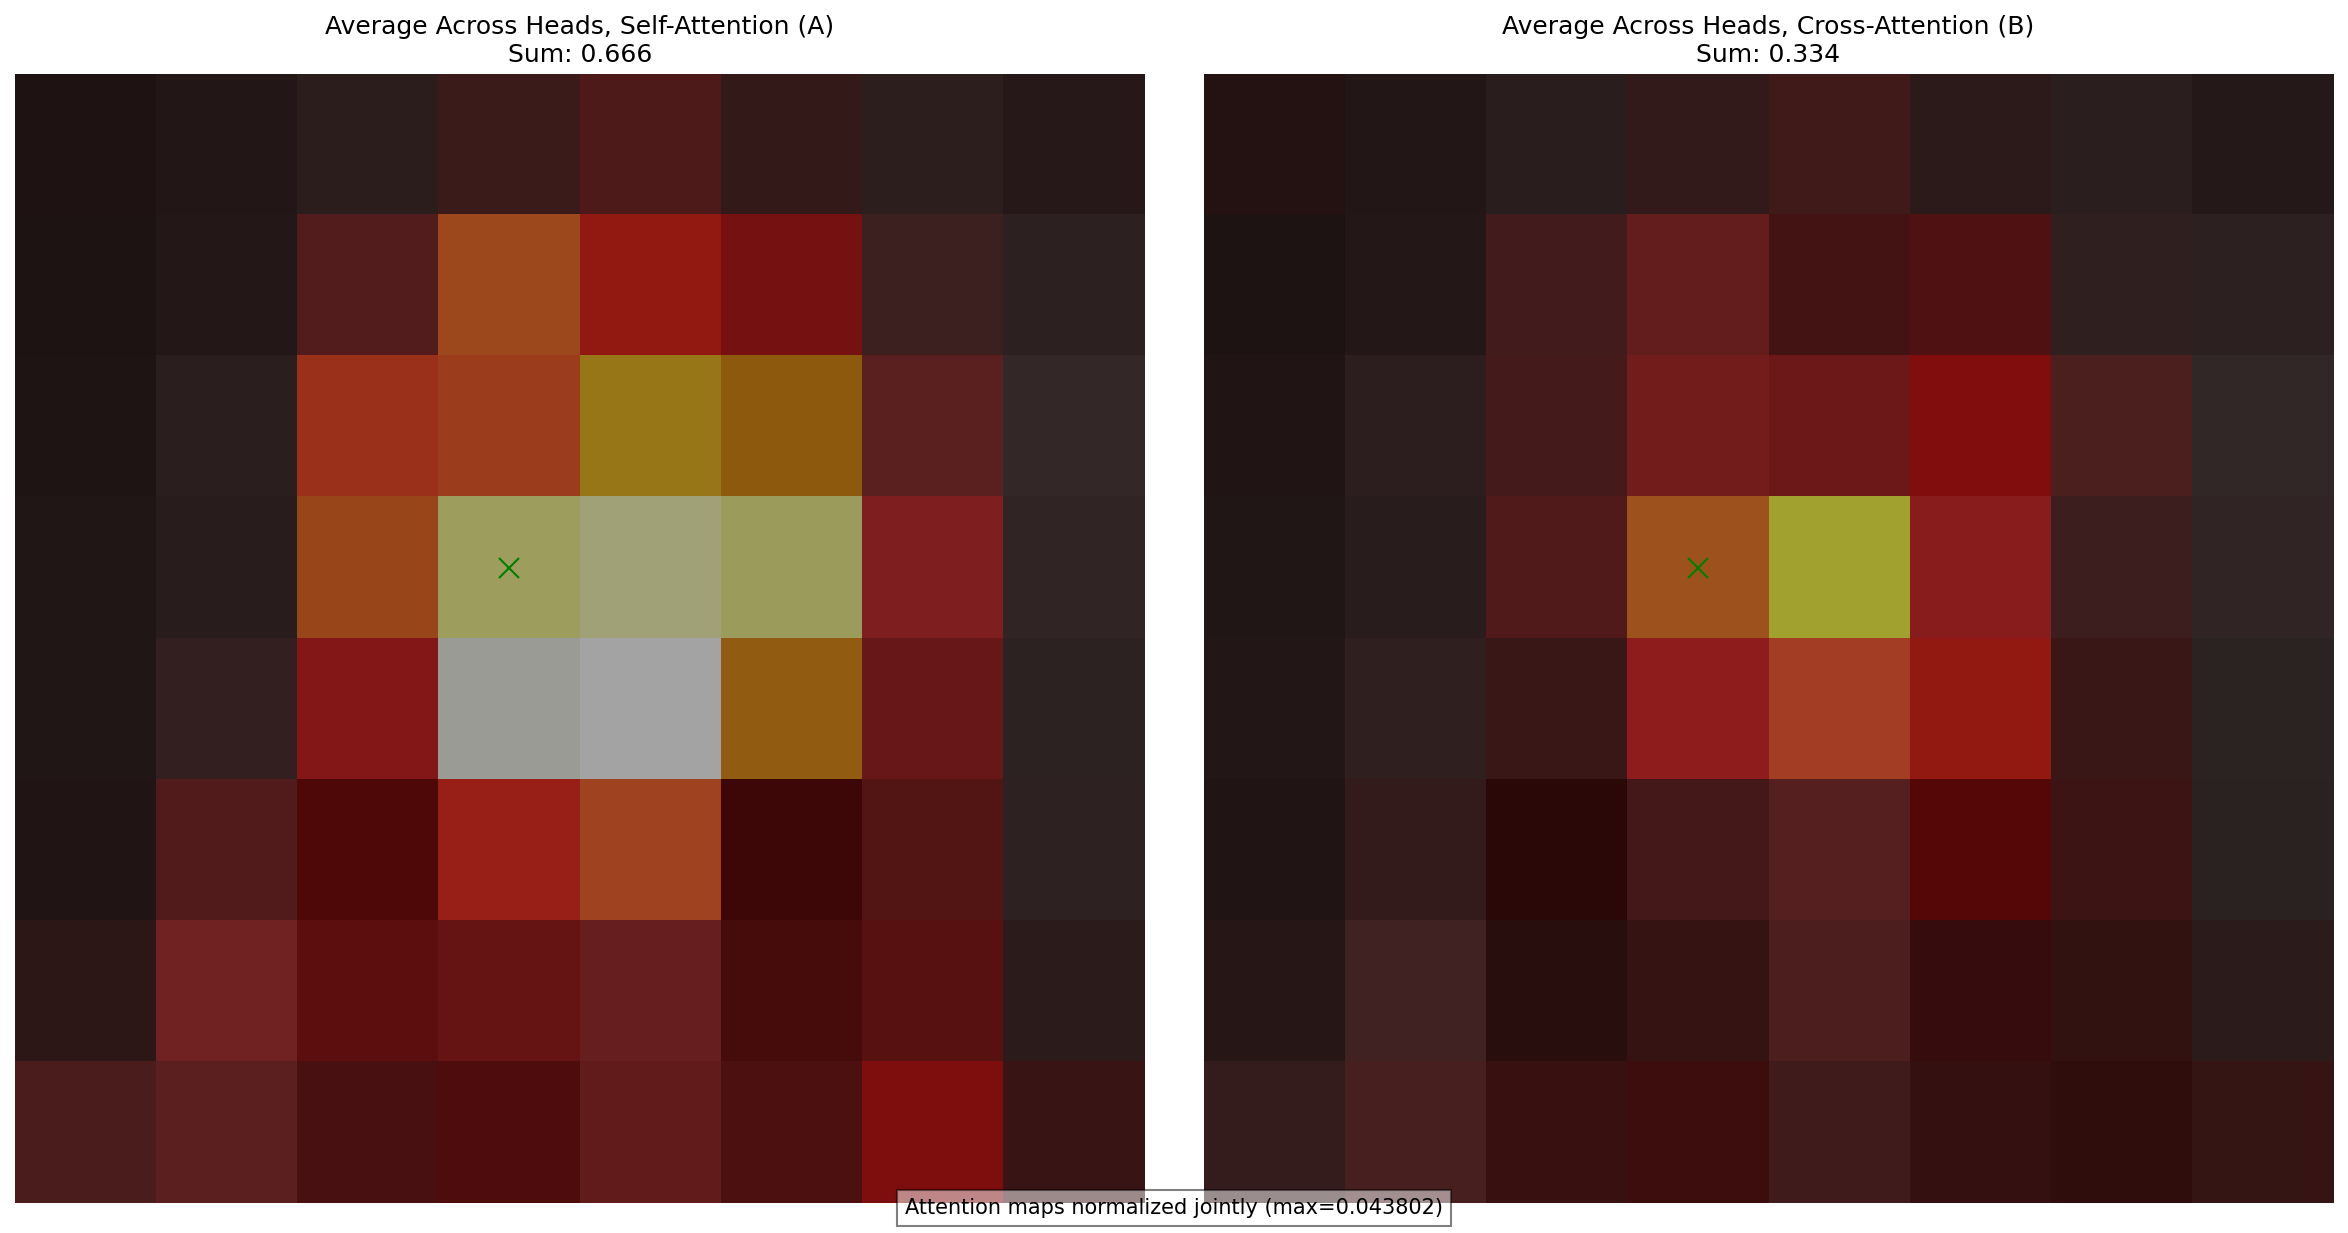 Average Across Heads, Self-Attention (A)
Sum: 0.666
Average Across Heads, Cross-Attention (B)
Sum: 0.334
Attention maps normalized jointly (max=0.043802)